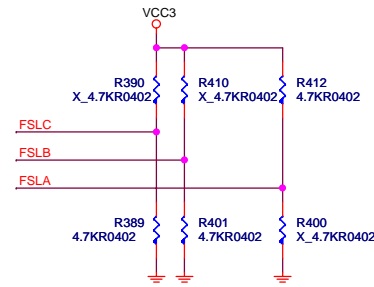 VCC3
R390
X_4.7KR0402
R410
X_4.7KR0402
R412
4.7KR0402
FSLC
FSLB
FSLA
R389
4.7KR0402
R401
4.7KR0402
R400
X_4.7KR0402